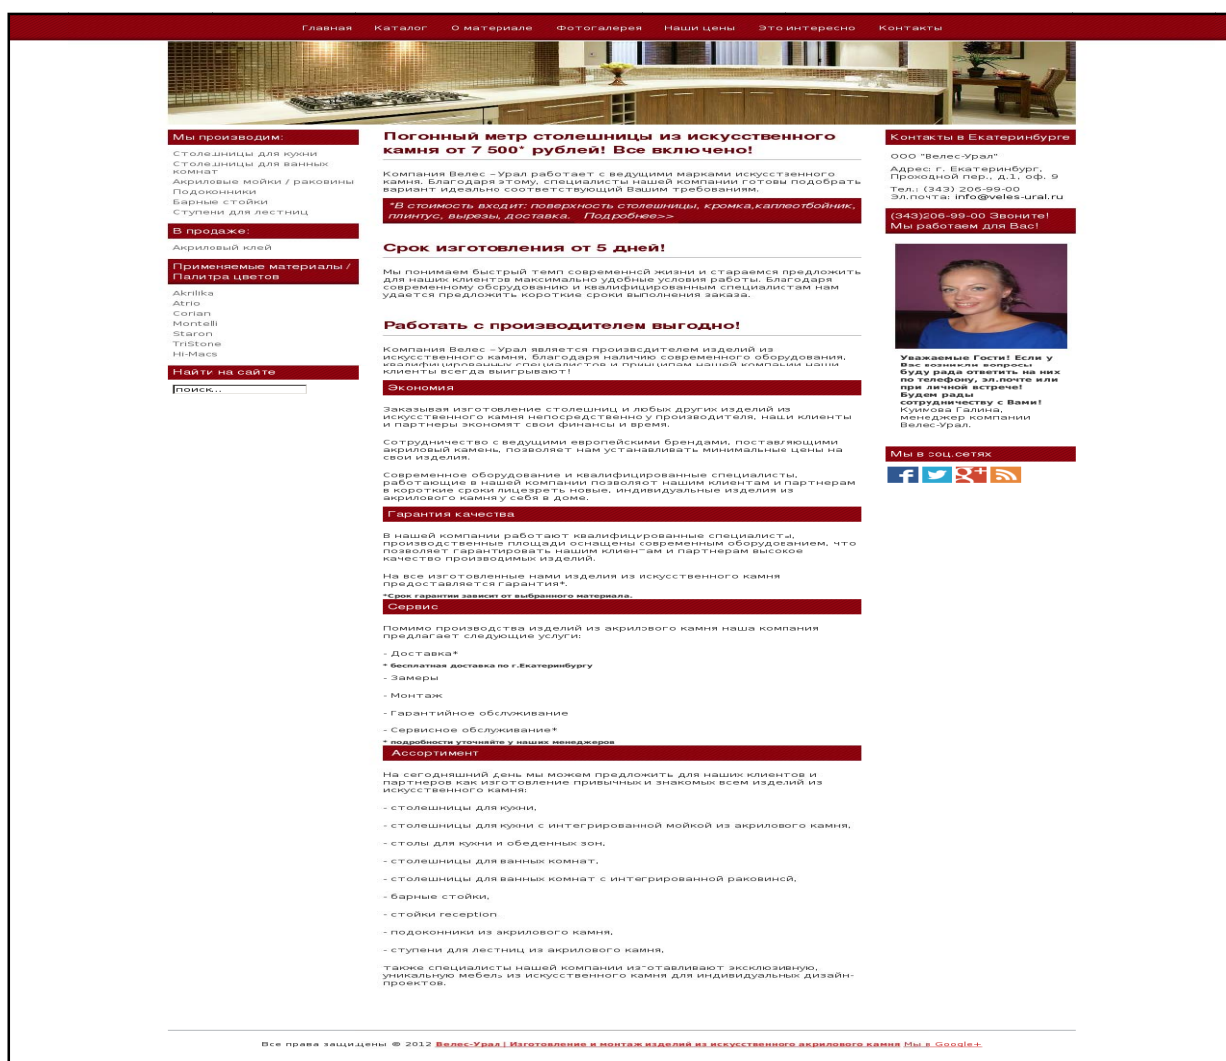 Главная Каталог О материале Фотогалерея Наши цены Это интересно Контакты
Мы производим:
Столешницы для кухни
Столешницы для ванных
комнат
Акриловые мойки / раковины
Подоконники
Барные стойки
Ступени для лестниц
В продаже:
Акриловый клей
Применяемые материалы /
Палитра цветов
Akrilika
Atrio
Corian
Montelli
Staron
TriStone
Hi-Macs
Найти на сайте
поиск...
Погонный метр столешницы из искусственного
камня от 7 500* рублей! Все включено!
Компания Велес – Урал работает с ведущими марками искусственного
камня. Благодаря этому, специалисты нашей компании готовы подобрать
вариант идеально соответствующий Вашим требованиям.
*В стоимость входит: поверхность столешницы, кромка,каплеотбойник,
плинтус, вырезы, доставка. Подробнее>>
Срок изготовления от 5 дней!
Мы понимаем быстрый темп современной жизни и стараемся предложить
для наших клиентов максимально удобные условия работы. Благодаря
современному оборудованию и квалифицированным специалистам нам
удается предложить короткие сроки выполнения заказа.
Работать с производителем выгодно!
Компания Велес – Урал является производителем изделий из
искусственного камня, благодаря наличию современного оборудования,
квалифицированных специалистов и принципам нашей компании наши
клиенты всегда выигрывают!
Экономия
Заказывая изготовление столешниц и любых других изделий из
искусственного камня непосредственно у производителя, наши клиенты
и партнеры экономят свои финансы и время.
Сотрудничество с ведущими европейскими брендами, поставляющими
акриловый камень, позволяет нам устанавливать минимальные цены на
свои изделия.
Современное оборудование и квалифицированные специалисты,
работающие в нашей компании позволяют нашим клиентам и партнерам
в короткие сроки лицезреть новые, индивидуальные изделия из
акрилового камня у себя в доме.
Гарантия качества
В нашей компании работают квалифицированные специалисты,
производственные площади оснащены современным оборудованием, что
позволяет гарантировать нашим клиентам и партнерам высокое
качество производимых изделий.
На все изготовленные нами изделия из искусственного камня
предоставляется гарантия*.
*Срок гарантии зависит от выбранного материала.
Сервис
Помимо производства изделий из акрилового камня наша компания
предлагает следующие услуги:
- Доставка*
* бесплатная доставка по г.Екатеринбургу
- Замеры
- Монтаж
- Гарантийное обслуживание
- Сервисное обслуживание*
* подробности уточняйте у наших менеджеров
Ассортимент
На сегодняшний день мы можем предложить для наших клиентов и
партнеров как изготовление привычных и знакомых всем изделий из
искусственного камня:
- столешницы для кухни,
- столешницы для кухни с интегрированной мойкой из акрилового камня,
- столы для кухни и обеденных зон,
- столешницы для ванных комнат,
- столешницы для ванных комнат с интегрированной раковиной,
- барные стойки,
- стойки reception
- подоконники из акрилового камня,
- ступени для лестниц из акрилового камня,
также специалисты нашей компании изготавливают эксклюзивную,
уникальную мебель из искусственного камня для индивидуальных дизайн-
проектов.
Контакты в Екатеринбурге
ООО "Велес-Урал"
Адрес: г. Екатеринбург,
Проходной пер., д.1, оф. 9
Тел.: (343) 206-99-00
Эл.почта: info@veles-ural.ru
(343)206-99-00 Звоните!
Мы работаем для Вас!
Уважаемые Гости! Если у
Вас возникли вопросы
буду рада ответить на них
по телефону, эл.почте или
при личной встрече!
Будем рады
сотрудничеству с Вами!
Куимова Галина,
менеджер компании
Велес-Урал.
Мы в соц.сетях
Все права защищены © 2012 Велес-Урал | Изготовление и монтаж изделий из искусственного акрилового камня Мы в Google+